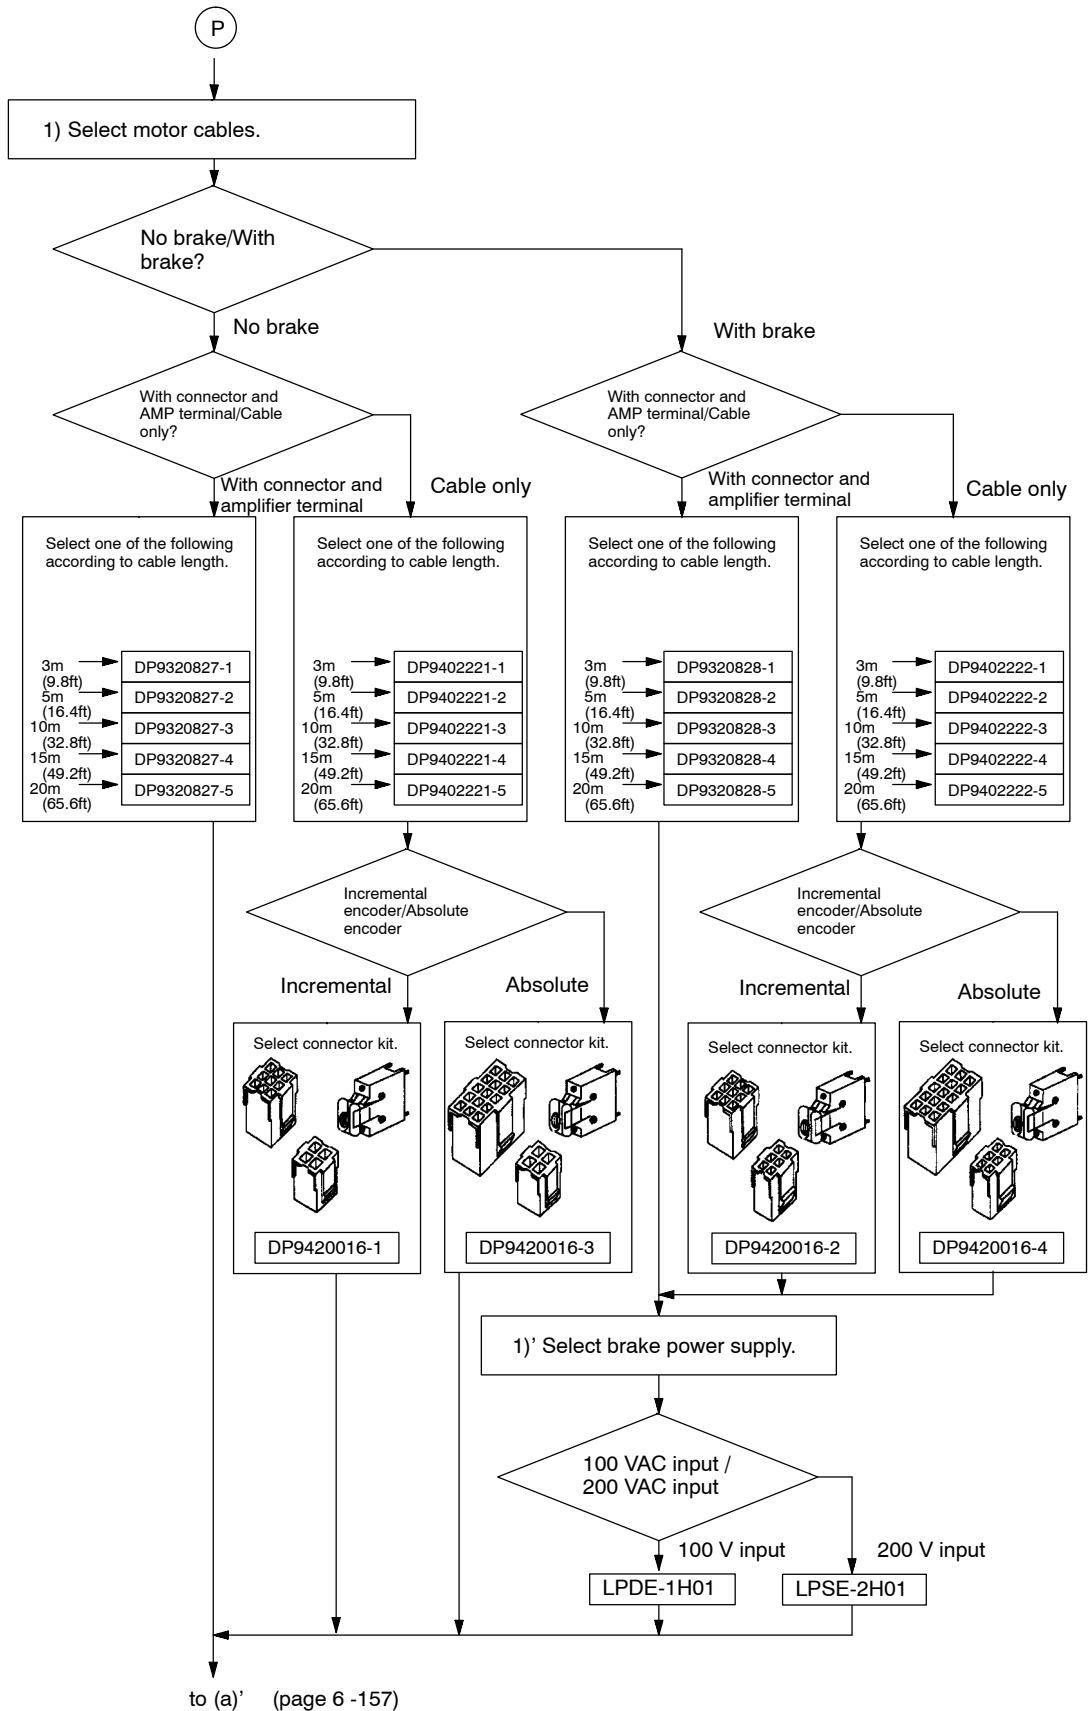 P
1) Select motor cables.
No brake/With
brake?
No brake
With brake
With connector and
AMP terminal/Cable
only?
With connector and
AMP terminal/Cable
only?
With connector and
amplifier terminal
Cable only
With connector and
amplifier terminal
Cable only
Select one of the following
according to cable length.
3m
(9.8ft)
5m
(16.4ft)
10m
(32.8ft)
15m
(49.2ft)
20m
(65.6ft)
DP9320827-1
DP9320827-2
DP9320827-3
DP9320827-4
DP9320827-5
Select one of the following
according to cable length.
3m
(9.8ft)
5m
(16.4ft)
10m
(32.8ft)
15m
(49.2ft)
20m
(65.6ft)
DP9402221-1
DP9402221-2
DP9402221-3
DP9402221-4
DP9402221-5
Select one of the following
according to cable length.
3m
(9.8ft)
5m
(16.4ft)
10m
(32.8ft)
15m
(49.2ft)
20m
(65.6ft)
DP9320828-1
DP9320828-2
DP9320828-3
DP9320828-4
DP9320828-5
Select one of the following
according to cable length.
3m
(9.8ft)
5m
(16.4ft)
10m
(32.8ft)
15m
(49.2ft)
20m
(65.6ft)
DP9402222-1
DP9402222-2
DP9402222-3
DP9402222-4
DP9402222-5
Incremental
encoder/Absolute
encoder
Incremental
encoder/Absolute
encoder
Incremental
Absolute
Incremental
Absolute
Select connector kit.
DP9420016-1
Select connector kit.
DP9420016-3
Select connector kit.
DP9420016-2
Select connector kit.
DP9420016-4
1)’ Select brake power supply.
100 VAC input /
200 VAC input
100 V input
200 V input
LPDE-1H01
LPSE-2H01
to (a)’ (page 6 -157)